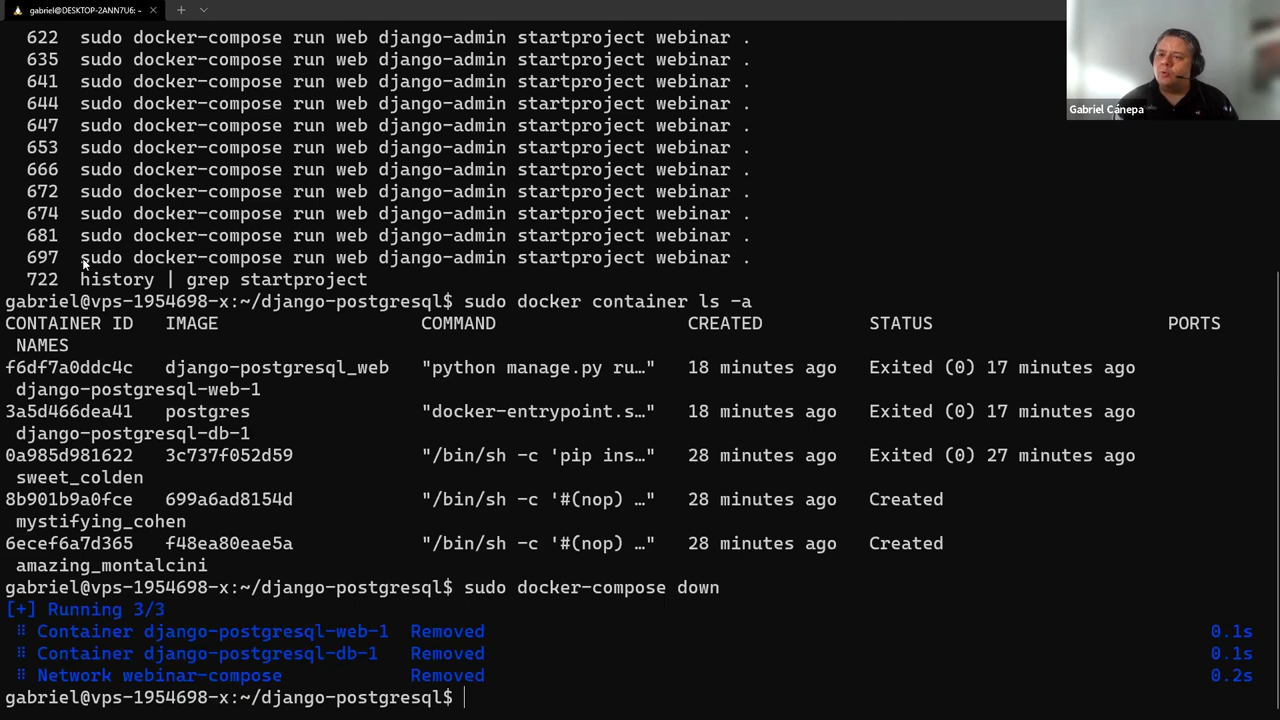 gabriel@DESKTOP-2ANN7U6: ~
622 sudo docker-compose run web django-admin startproject webinar .
635 sudo docker-compose run web django-admin startproject webinar .
641 sudo docker-compose run web django-admin startproject webinar .
644 sudo docker-compose run web django-admin startproject webinar .
647 sudo docker-compose run web django-admin startproject webinar .
653 sudo docker-compose run web django-admin startproject webinar .
666 sudo docker-compose run web django-admin startproject webinar .
672 sudo docker-compose run web django-admin startproject webinar .
674 sudo docker-compose run web django-admin startproject webinar .
681 sudo docker-compose run web django-admin startproject webinar .
697 sudo docker-compose run web django-admin startproject webinar .
722 history | grep startproject
gabriel@vps-1954698-x:~/django-postgresql$ sudo docker container ls -a
CONTAINER ID IMAGE COMMAND CREATED STATUS PORTS
NAMES
f6df7a0ddc4c django-postgresql_web "python manage.py ru…" 18 minutes ago Exited (0) 17 minutes ago
django-postgresql-web-1
3a5d466dea41 postgres "docker-entrypoint.s…" 18 minutes ago Exited (0) 17 minutes ago
django-postgresql-db-1
0a985d981622 3c737f052d59 "/bin/sh -c 'pip ins…" 28 minutes ago Exited (0) 27 minutes ago
sweet_colden
8b901b9a0fce 699a6ad8154d "/bin/sh -c '#(nop) …" 28 minutes ago Created
mystifying_cohen
6ecef6a7d365 f48ea80eae5a "/bin/sh -c '#(nop) …" 28 minutes ago Created
amazing_montalcini
gabriel@vps-1954698-x:~/django-postgresql$ sudo docker-compose down
[+] Running 3/3
⠿ Container django-postgresql-web-1 Removed 0.1s
⠿ Container django-postgresql-db-1 Removed 0.1s
⠿ Network webinar-compose Removed 0.2s
gabriel@vps-1954698-x:~/django-postgresql$
Gabriel Cánepa